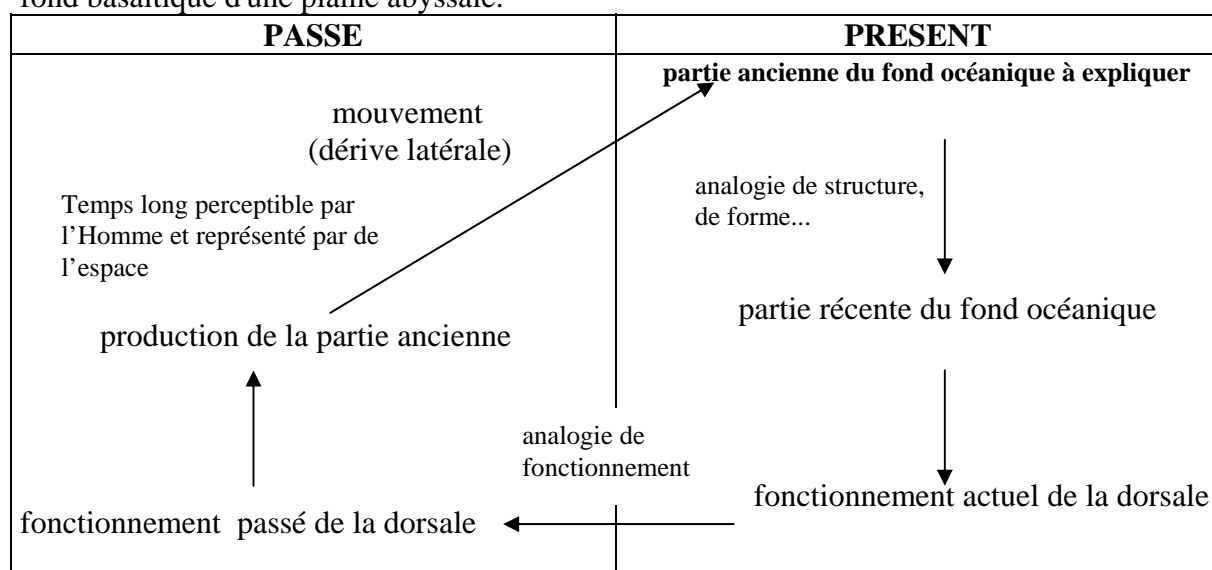 fond basaltique d'une plaine abyssale.
PASSE
PRESENT
partie ancienne du fond océanique à expliquer
mouvement
(dérive latérale)
analogie de structure,
de forme...
Temps long perceptible par
l’Homme et représenté par de
l’espace
partie récente du fond océanique
production de la partie ancienne
analogie de
fonctionnement
fonctionnement actuel de la dorsale
fonctionnement passé de la dorsale